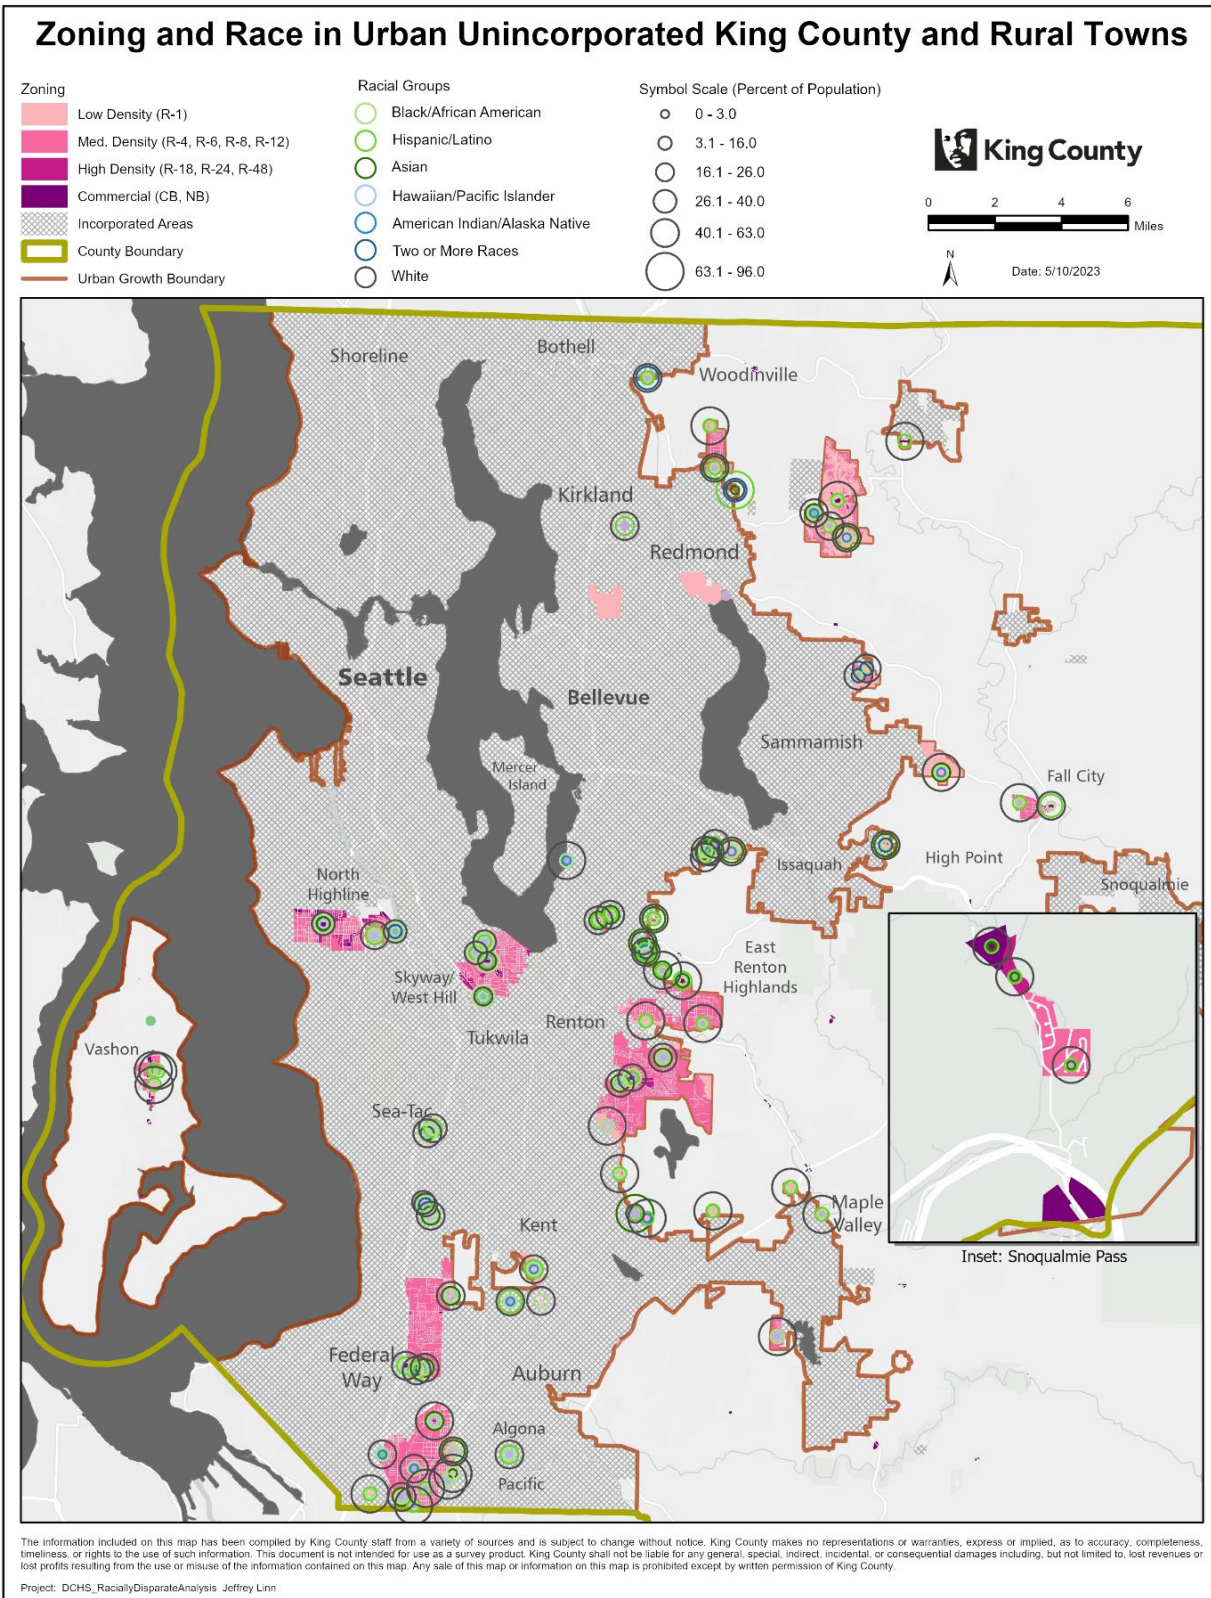 Zoning and Race in Urban Unincorporated King County and Rural Towns
Zoning
Low Density (R-1)
Med. Density (R-4, R-6, R-8, R-12)
High Density (R-18, R-24, R-48)
Commercial (CB, NB)
Incorporated Areas
County Boundary
Urban Growth Boundary
Racial Groups
Black/African American
Hispanic/Latino
Asian
Hawaiian/Pacific Islander
American Indian/Alaska Native
Two or More Races
White
Symbol Scale (Percent of Population)
0 - 3.0
3.1 - 16.0
16.1 - 26.0
26.1 - 40.0
40.1 - 63.0
63.1 - 96.0
King County
0 2 4 6
Miles
N
Date: 5/10/2023
Shoreline
Bothell
Woodinville
Kirkland
Redmond
Seattle
Bellevue
Sammamish
Mercer
Island
Fall City
Issaquah
High Point
Snoqualmie
North
Highline
East
Renton
Highlands
Skyway/
West Hill
Renton
Tukwila
Vashon
Sea-Tac
Maple
Valley
Kent
Inset: Snoqualmie Pass
Federal
Way
Auburn
Algona
Pacific
The information included on this map has been compiled by King County staff from a variety of sources and is subject to change without notice. King County makes no representations or warranties, express or implied, as to accuracy, completeness,
timeliness, or rights to the use of such information. This document is not intended for use as a survey product. King County shall not be liable for any general, special, indirect, incidental, or consequential damages including, but not limited to, lost revenues or
lost profits resulting from the use or misuse of the information contained on this map. Any sale of this map or information on this map is prohibited except by written permission of King County.
Project: DCHS_RaciallyDisparateAnalysis Jeffrey Linn